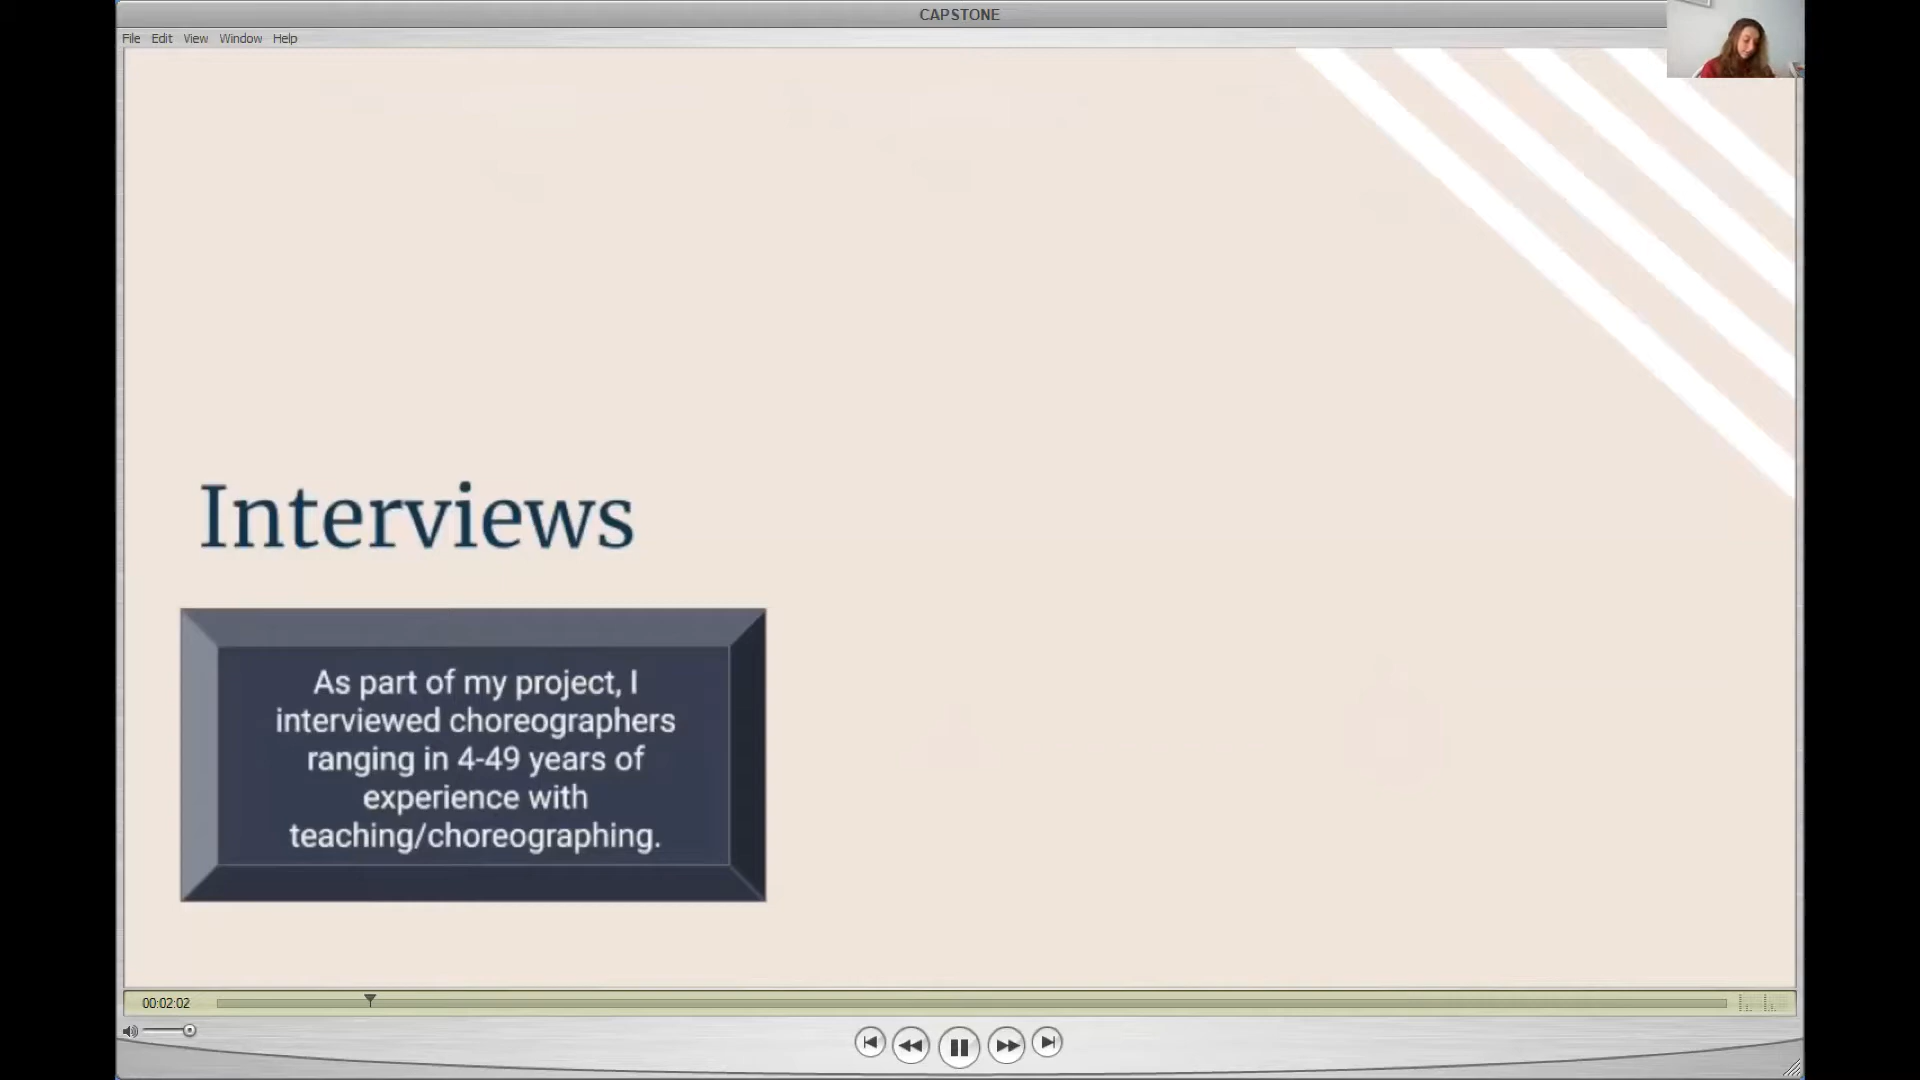 CAPSTONE
File Edit View Window Help
Interviews
As part of my project, I
interviewed choreographers
ranging in 4-49 years of
experience with
teaching/choreographing.
00:02:02